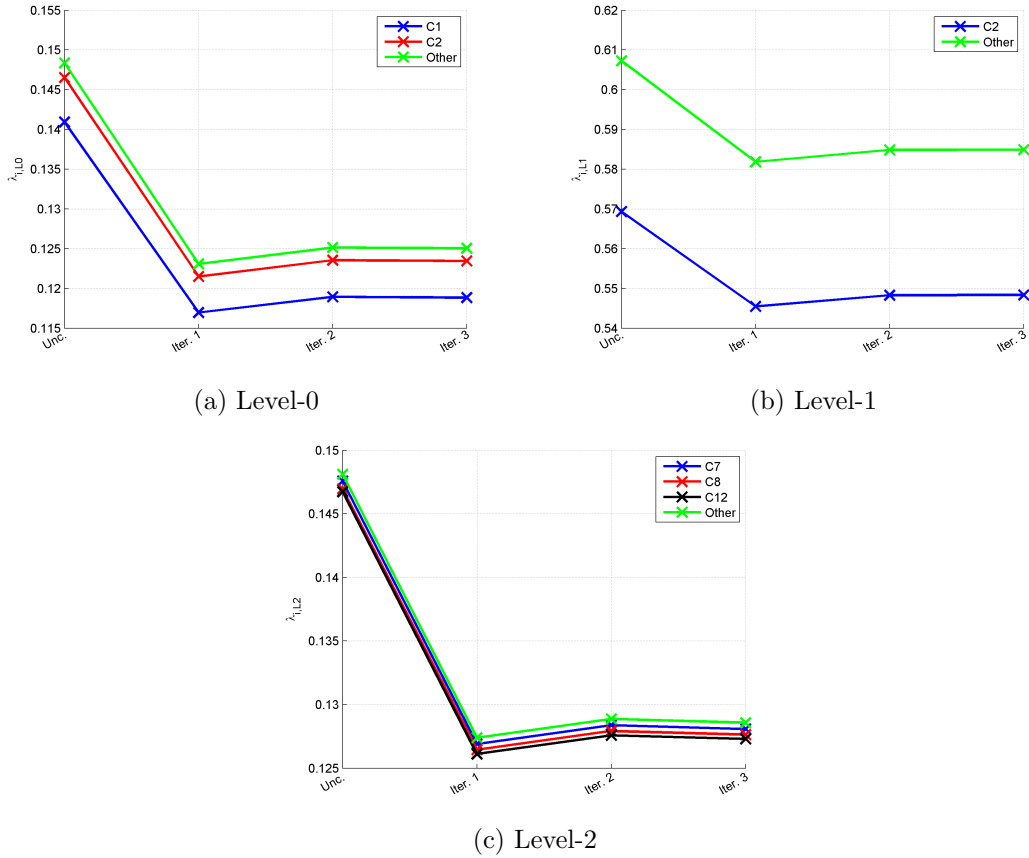 0.155
0.15
0.145
0.14
0.135
0.13
0.125
0.12
0.115
λi,L0
Unc.
Iter. 1
Iter. 2
Iter. 3
C1
C2
Other
(a) Level-0
0.62
0.61
0.6
0.59
0.58
0.57
0.56
0.55
0.54
λi,L1
Unc.
Iter. 1
Iter. 2
Iter. 3
C2
Other
(b) Level-1
0.15
0.145
0.14
0.135
0.13
0.125
λi,L2
Unc.
Iter. 1
Iter. 2
Iter. 3
C7
C8
C12
Other
(c) Level-2